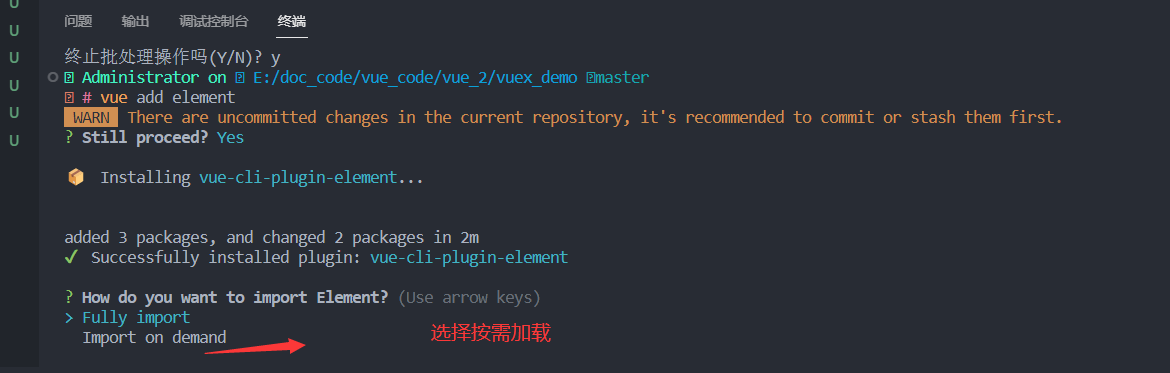 U
问题 输出 调试控制台 终端
U
终止批处理操作吗(Y/N)? y
U
Administrator on E:/doc_code/vue_code/vue_2/vuex_demo master
U
# vue add element
U
WARN There are uncommitted changes in the current repository, it's recommended to commit or stash them first.
U
? Still proceed? Yes
Installing vue-cli-plugin-element...
added 3 packages, and changed 2 packages in 2m
✔ Successfully installed plugin: vue-cli-plugin-element
? How do you want to import Element? (Use arrow keys)
> Fully import
Import on demand
选择按需加载